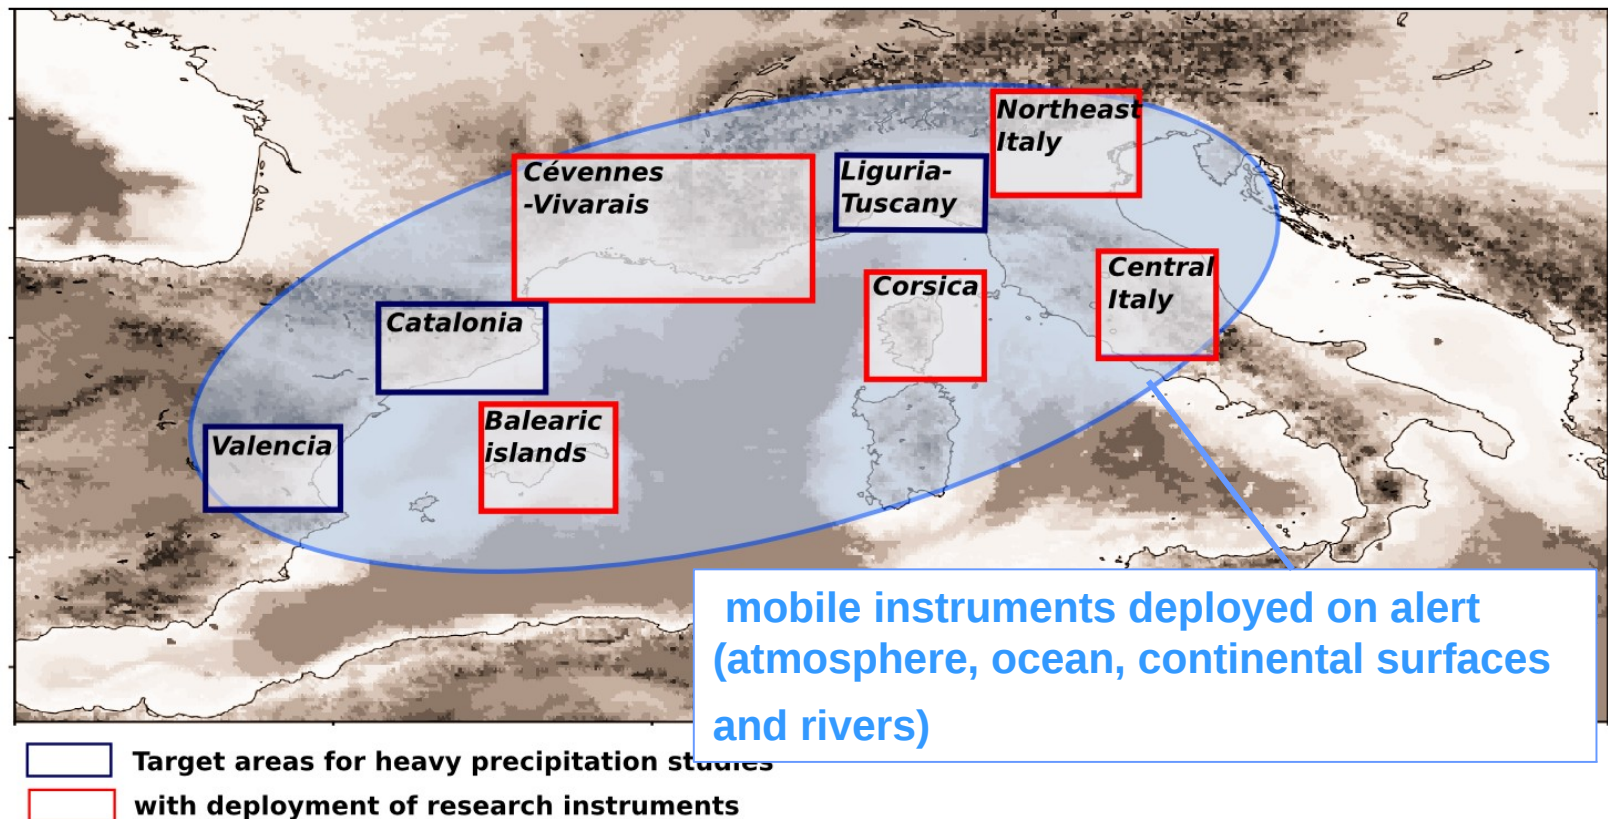 Northeast
Italy
Cévennes
-Vivarais
Liguria-
Tuscany
Central
Italy
Corsica
Catalonia
Balearic
islands
Valencia
mobile instruments deployed on alert
(atmosphere, ocean, continental surfaces
and rivers)
Target areas for heavy precipitation studies
with deployment of research instruments